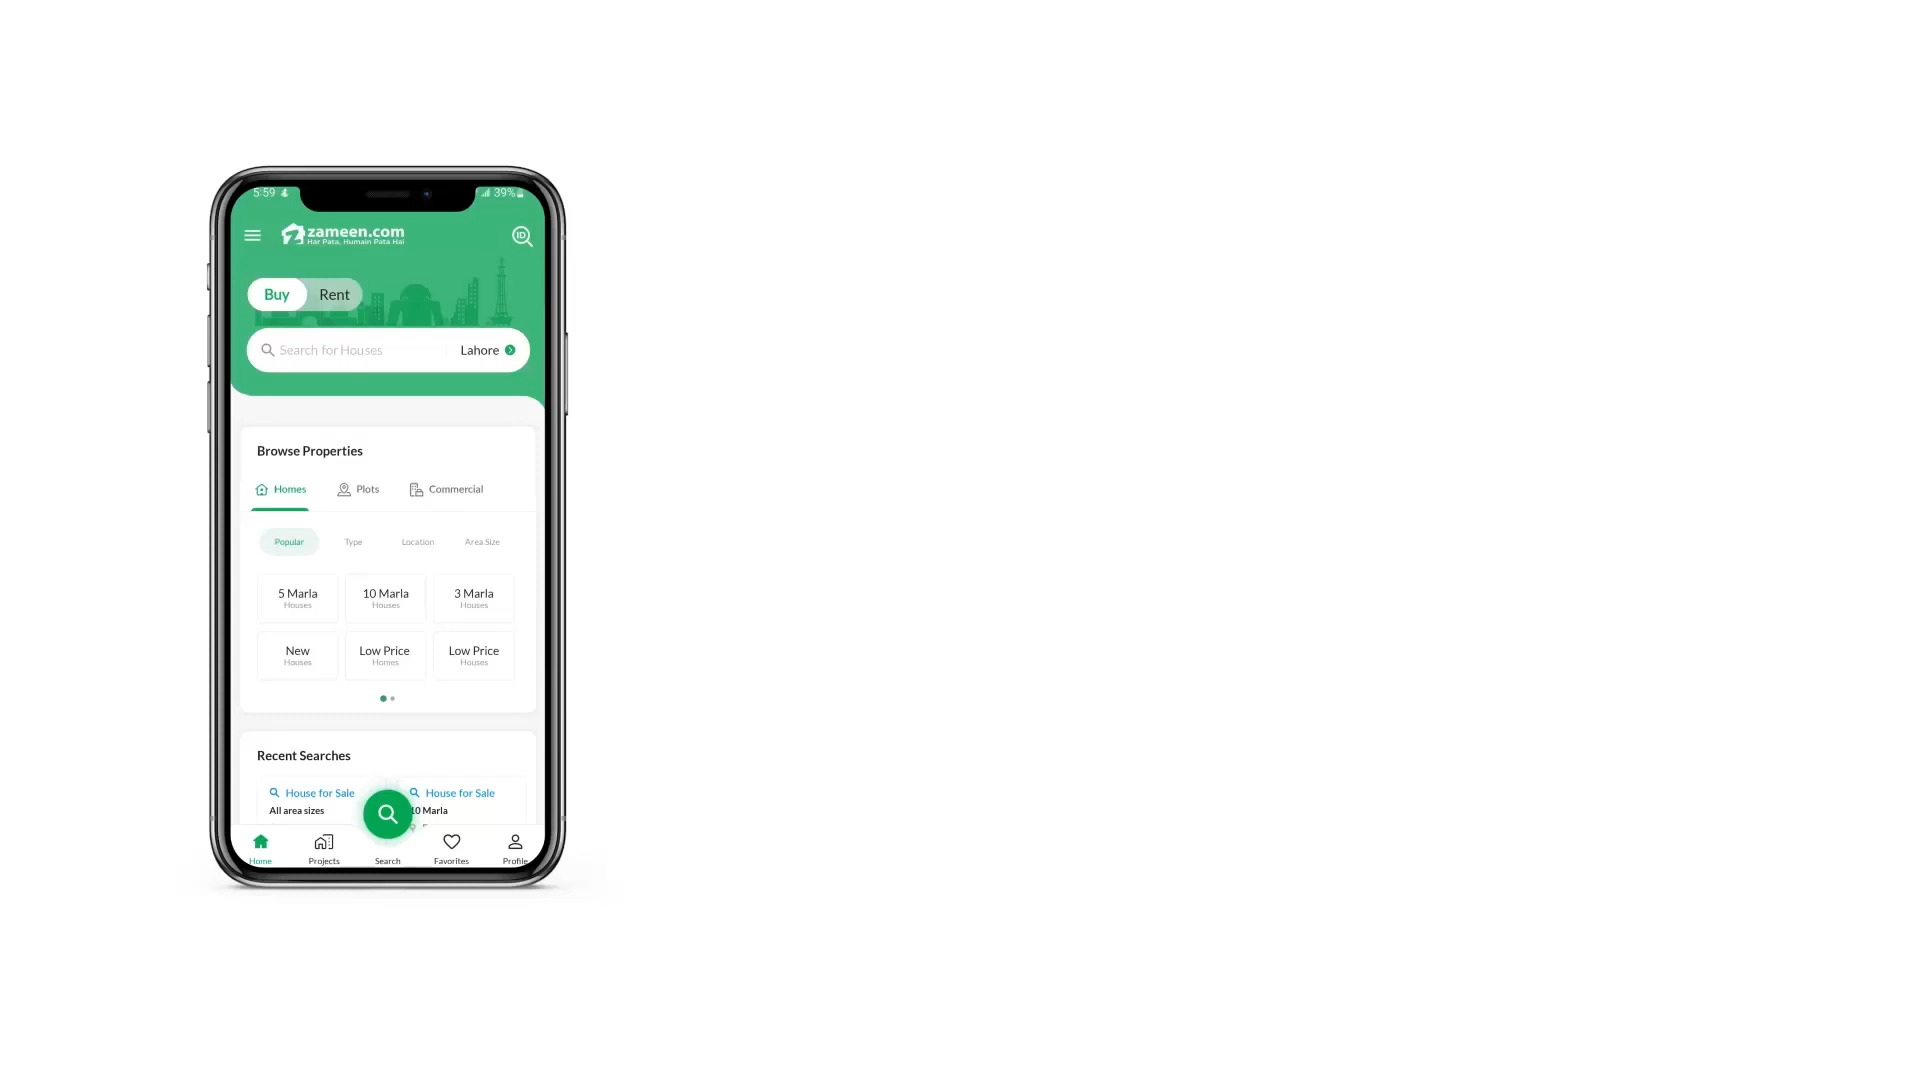 5:59
39%
zameen.com
Har Pata, Humain Pata Hai
ID
Buy Rent
Search for Houses Lahore
Browse Properties
Homes Plots Commercial
Popular Type Location Area Size
5 Marla 10 Marla 3 Marla
Houses Houses Houses
New Low Price Low Price
Houses Homes Houses
Recent Searches
House for Sale House for Sale
All area sizes 10 Marla
Home Projects Search Favorites Profile